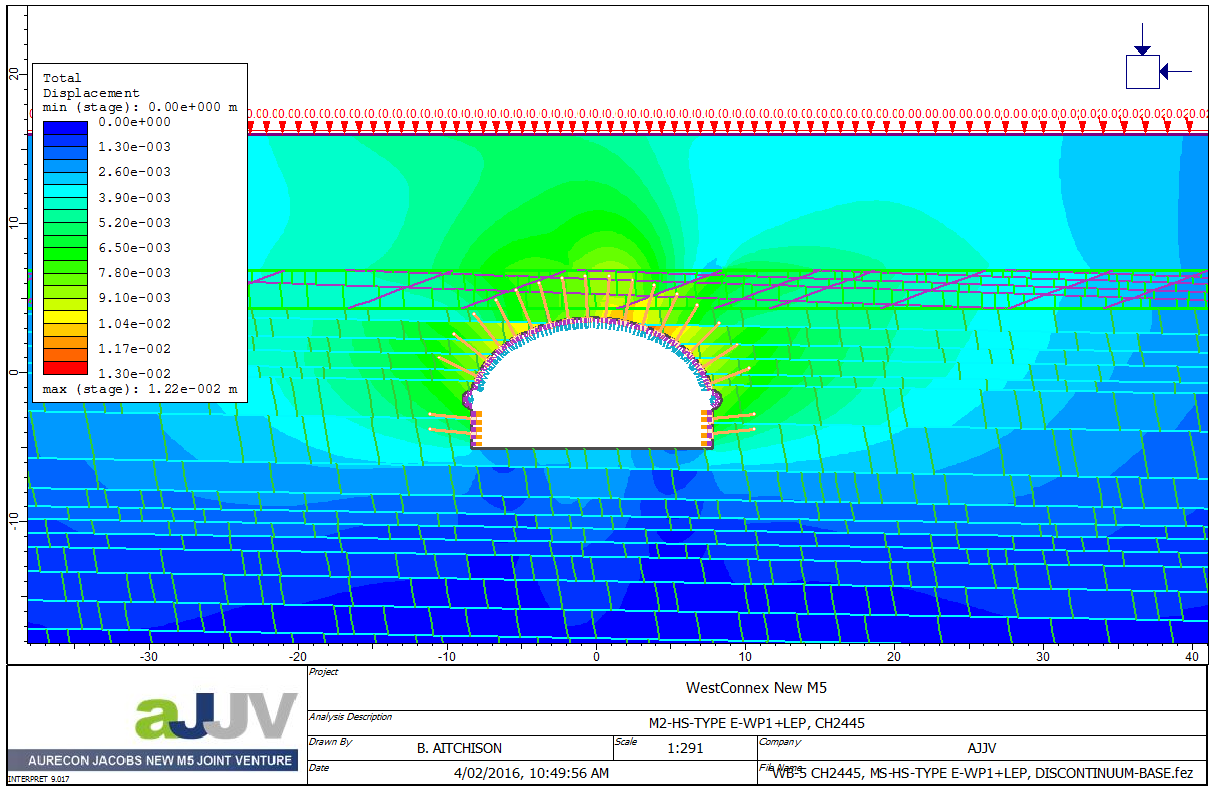 20
10
0
-10
Total
Displacement
min (stage): 0.00e+000 m
0.00e+000
1.30e-003
2.60e-003
3.90e-003
5.20e-003
6.50e-003
7.80e-003
9.10e-003
1.04e-002
1.17e-002
1.30e-002
max (stage): 1.22e-002 m
-30 -20 -10 0 10 20 30 40
Project
WestConnex New M5
Analysis Description
M2-HS-TYPE E-WP1+LEP, CH2445
Drawn By
B. AITCHISON
Scale
1:291
Company
AJJV
Date
4/02/2016, 10:49:56 AM
File Name
WB-5 CH2445, MS-HS-TYPE E-WP1+LEP, DISCONTINUUM-BASE.fez
aJJV
AURECON JACOBS NEW M5 JOINT VENTURE
INTERPRET 9.017